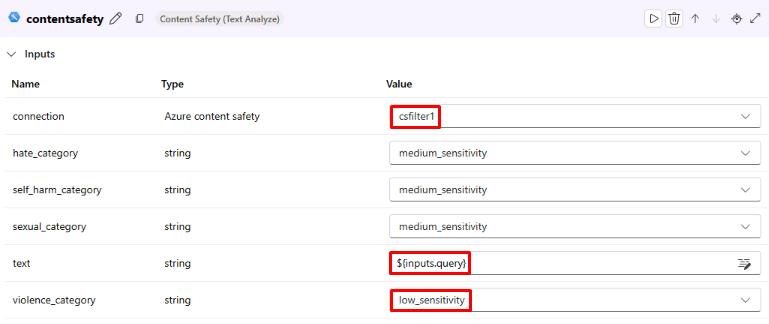 contentsafety Content Safety (Text Analyze)
Inputs
Name Type Value
connection Azure content safety csfilter1
hate_category string medium_sensitivity
self_harm_category string medium_sensitivity
sexual_category string medium_sensitivity
text string ${inputs.query}
violence_category string low_sensitivity